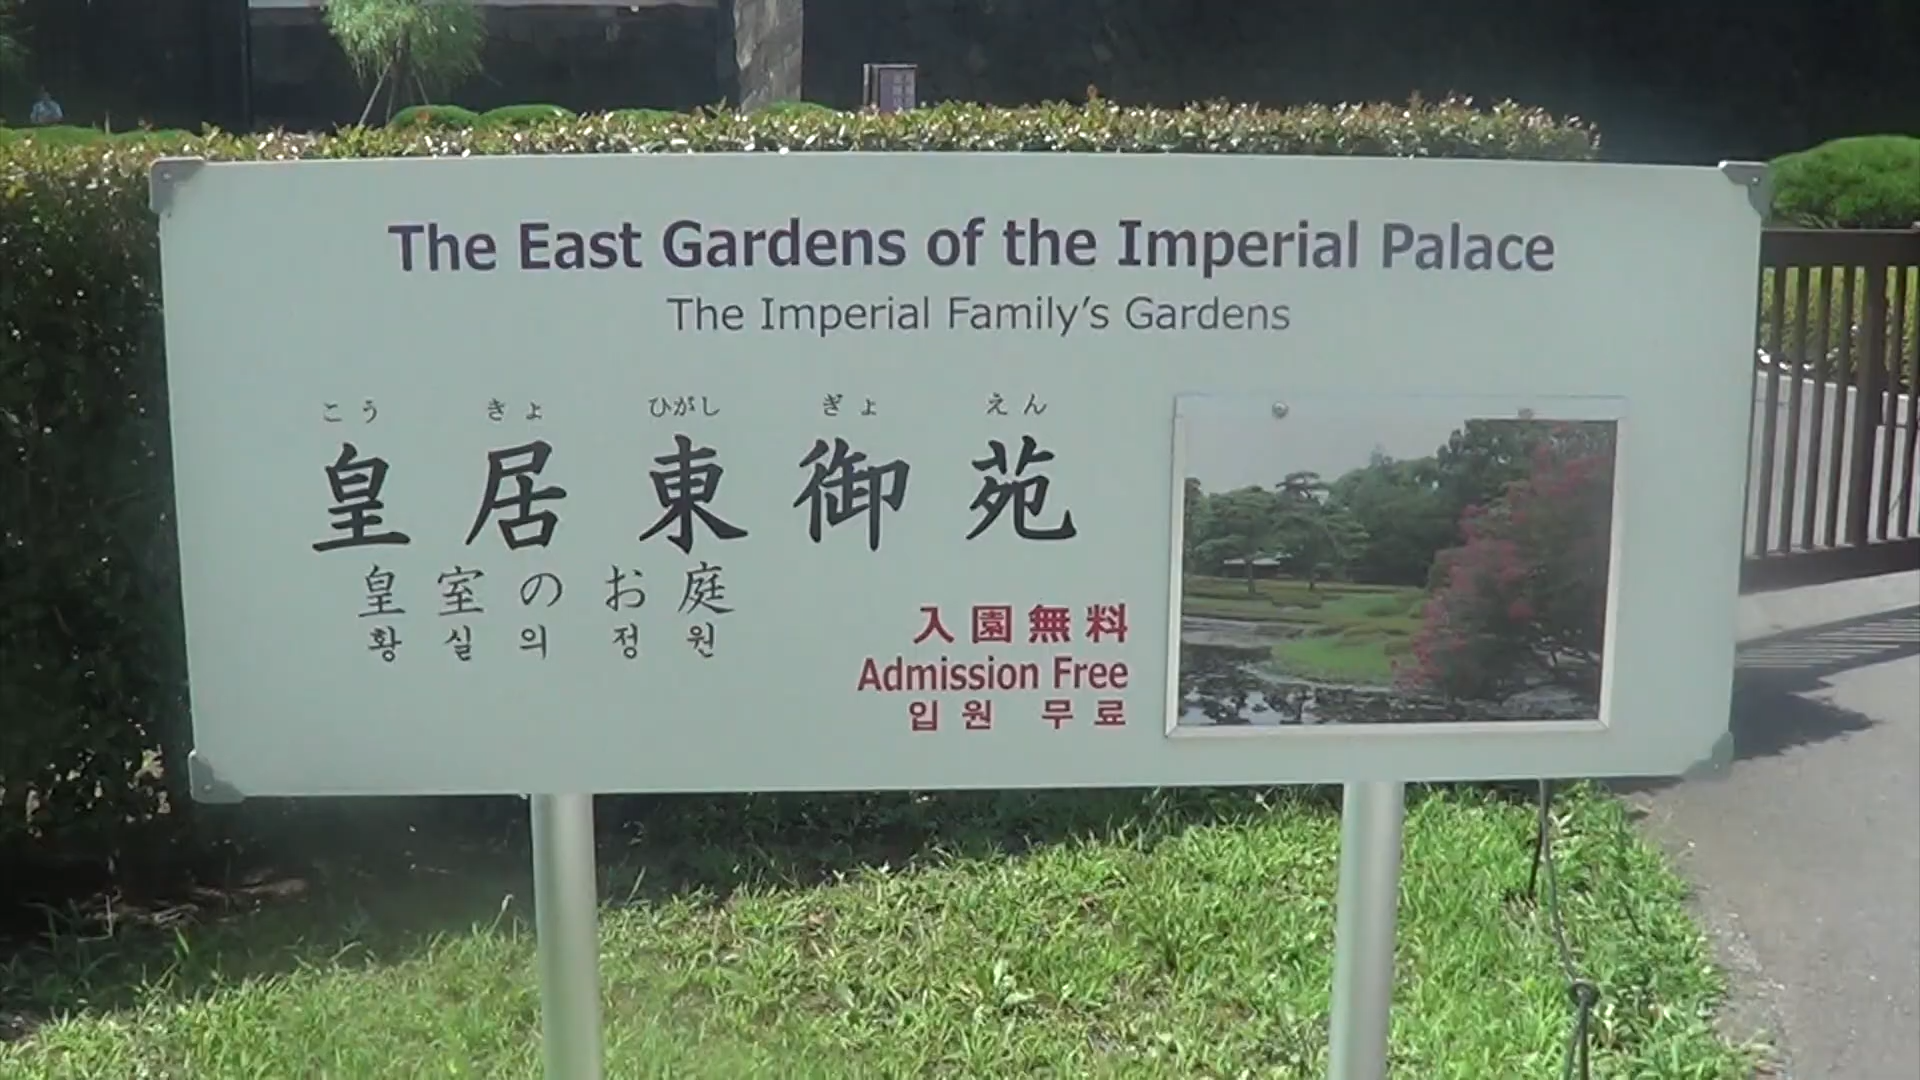 The East Gardens of the Imperial Palace
The Imperial Family's Gardens
こう きょ ひがし ぎょ えん
皇居東御苑
皇室のお庭
황실의 정원
入園無料
Admission Free
입원 무료